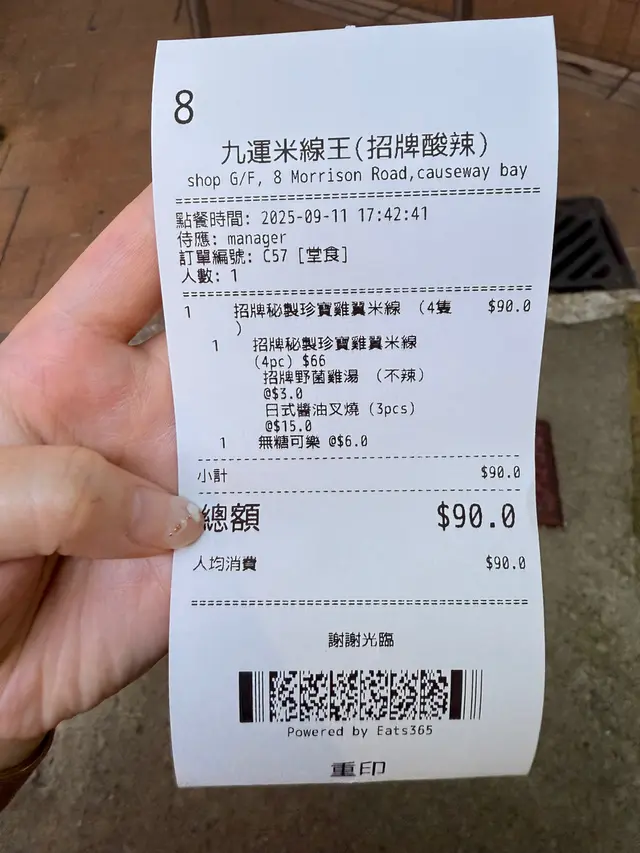 8
九運米線王(招牌酸辣)
shop G/F, 8 Morrison Road,causeway bay
點餐時間: 2025-09-11 17:42:41
侍應: manager
訂單編號: C57 [堂食]
人數: 1
1 招牌秘製珍寶雞翼米線 (4隻 $90.0
)
1 招牌秘製珍寶雞翼米線
(4pc) $66
招牌野菌雞湯 (不辣)
@$3.0
日式醬油叉燒 (3pcs)
@$15.0
1 無糖可樂 @$6.0
小計 $90.0
總額 $90.0
人均消費 $90.0
謝謝光臨
Powered by Eats365
重印